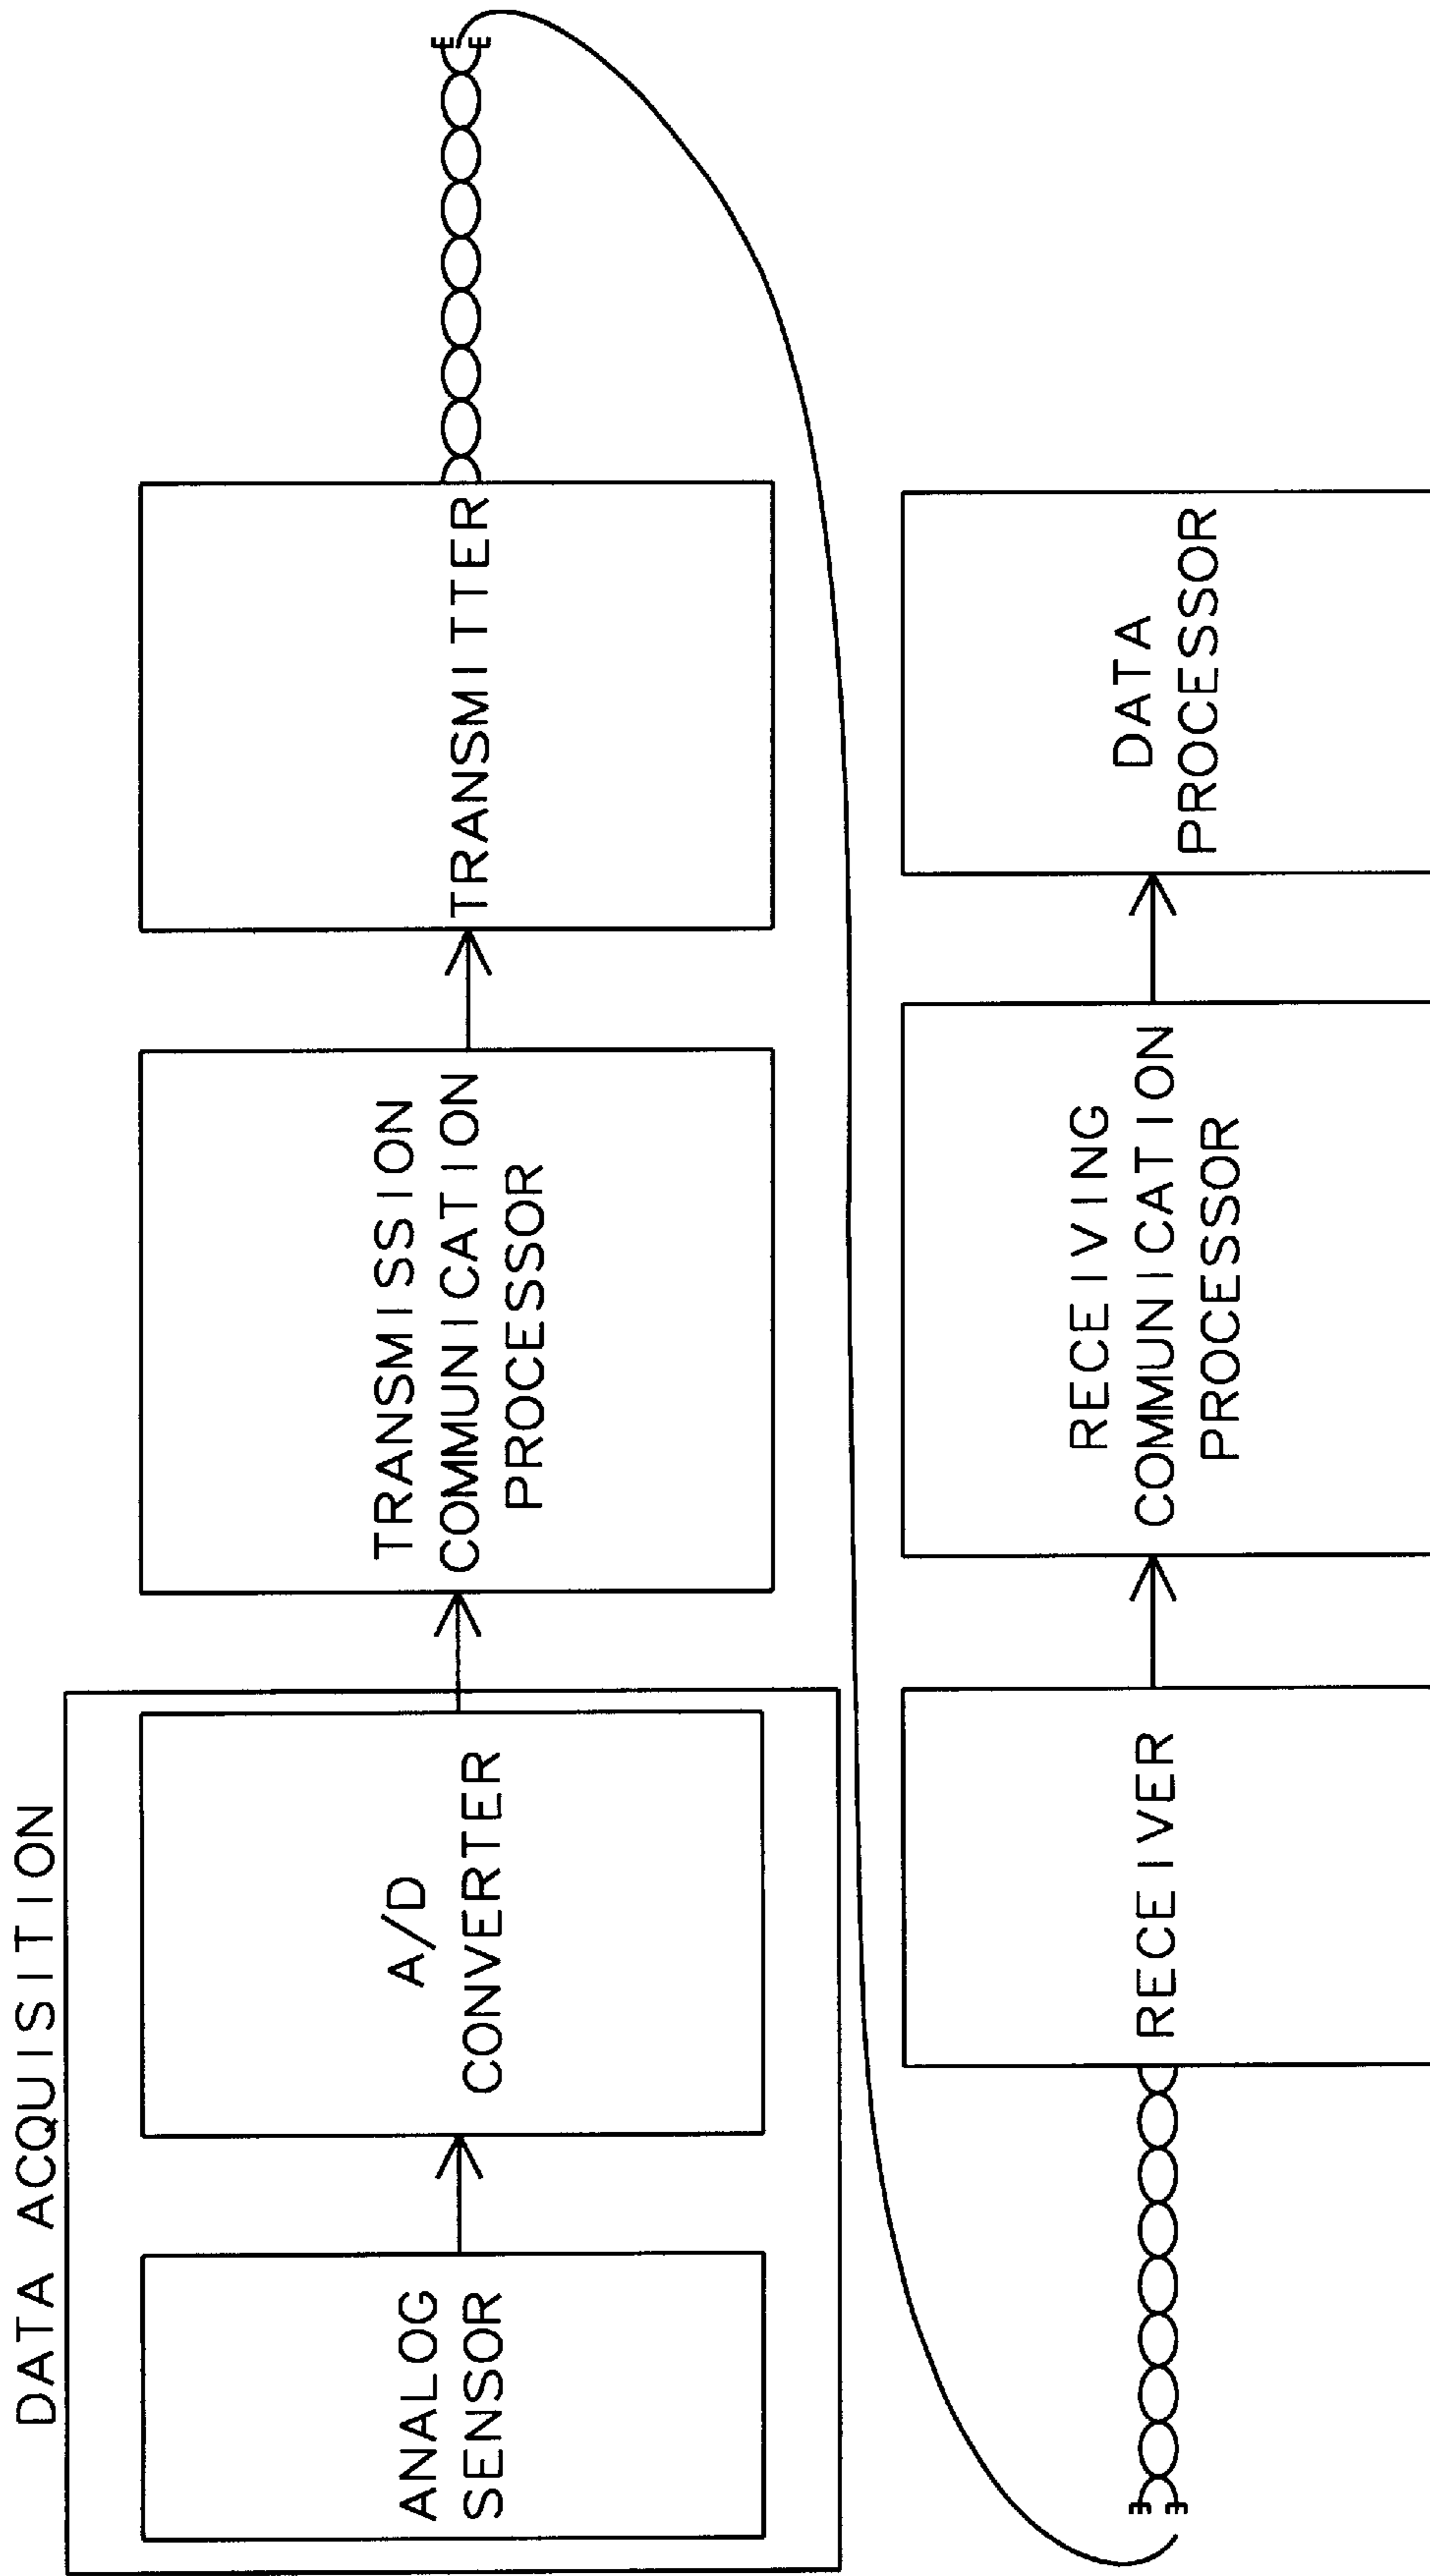 DATA ACQUISITION
ANALOG
SENSOR
A/D
CONVERTER
TRANSMISSION
COMMUNICATION
PROCESSOR
TRANSMITTER
RECEIVER
RECEIVING
COMMUNICATION
PROCESSOR
DATA
PROCESSOR